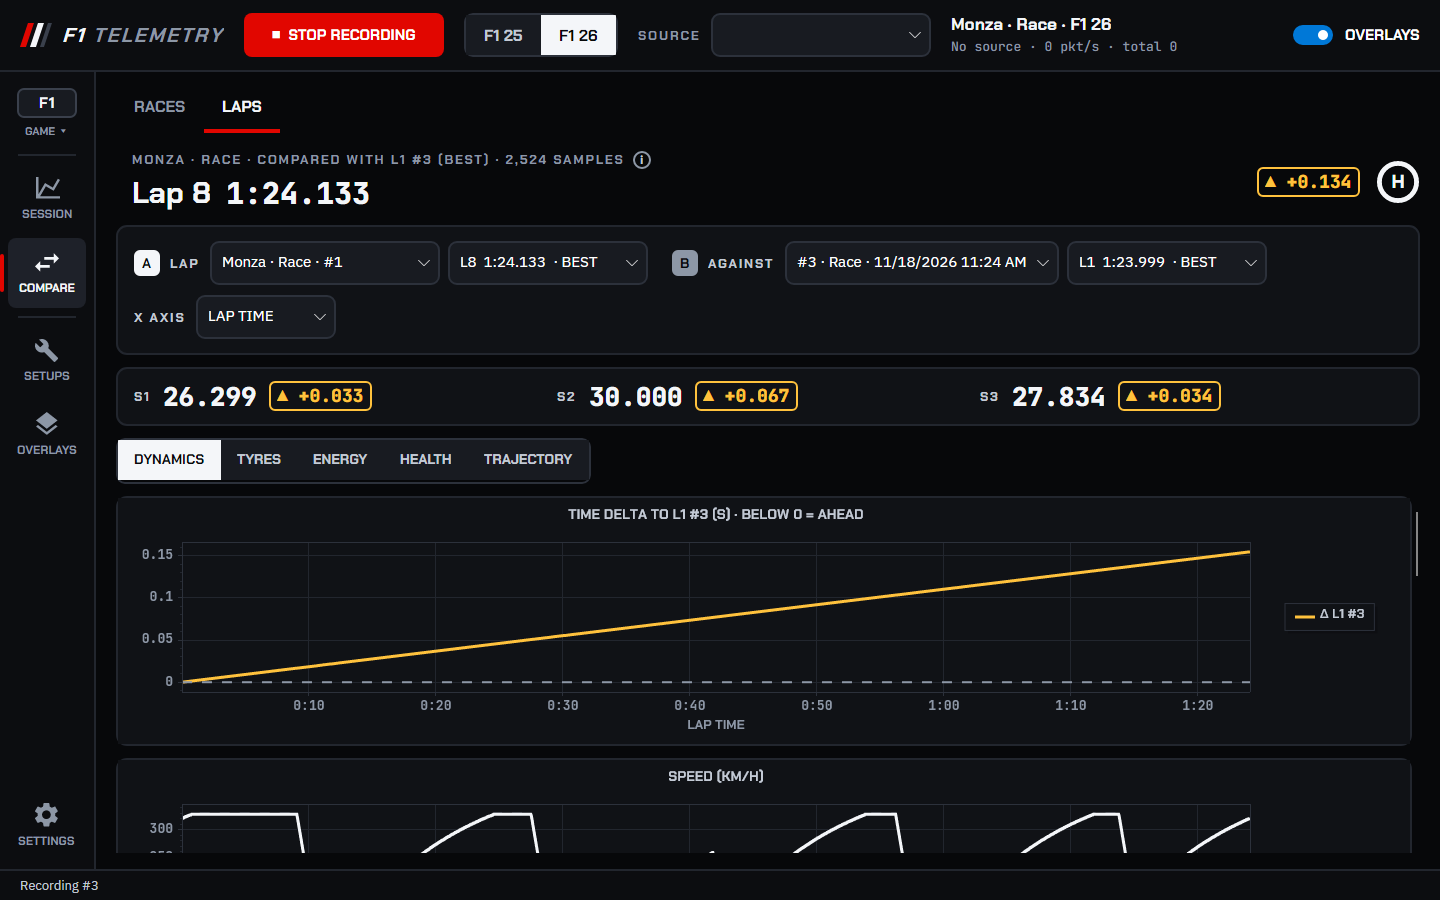 F1 TELEMETRY
STOP RECORDING
F1 25
F1 26
SOURCE
Monza · Race · F1 26
No source · 0 pkt/s · total 0
OVERLAYS
F1
GAME
SESSION
COMPARE
SETUPS
OVERLAYS
SETTINGS
RACES
LAPS
MONZA · RACE · COMPARED WITH L1 #3 (BEST) · 2,524 SAMPLES
Lap 8 1:24.133
▲ +0.134
H
A LAP
Monza · Race · #1
L8 1:24.133 · BEST
B AGAINST
#3 · Race · 11/18/2026 11:24 AM
L1 1:23.999 · BEST
X AXIS
LAP TIME
S1 26.299 ▲ +0.033
S2 30.000 ▲ +0.067
S3 27.834 ▲ +0.034
DYNAMICS
TYRES
ENERGY
HEALTH
TRAJECTORY
TIME DELTA TO L1 #3 (S) · BELOW 0 = AHEAD
0.15
0.1
0.05
0
0:10 0:20 0:30 0:40 0:50 1:00 1:10 1:20
LAP TIME
Δ L1 #3
SPEED (KM/H)
300
Recording #3